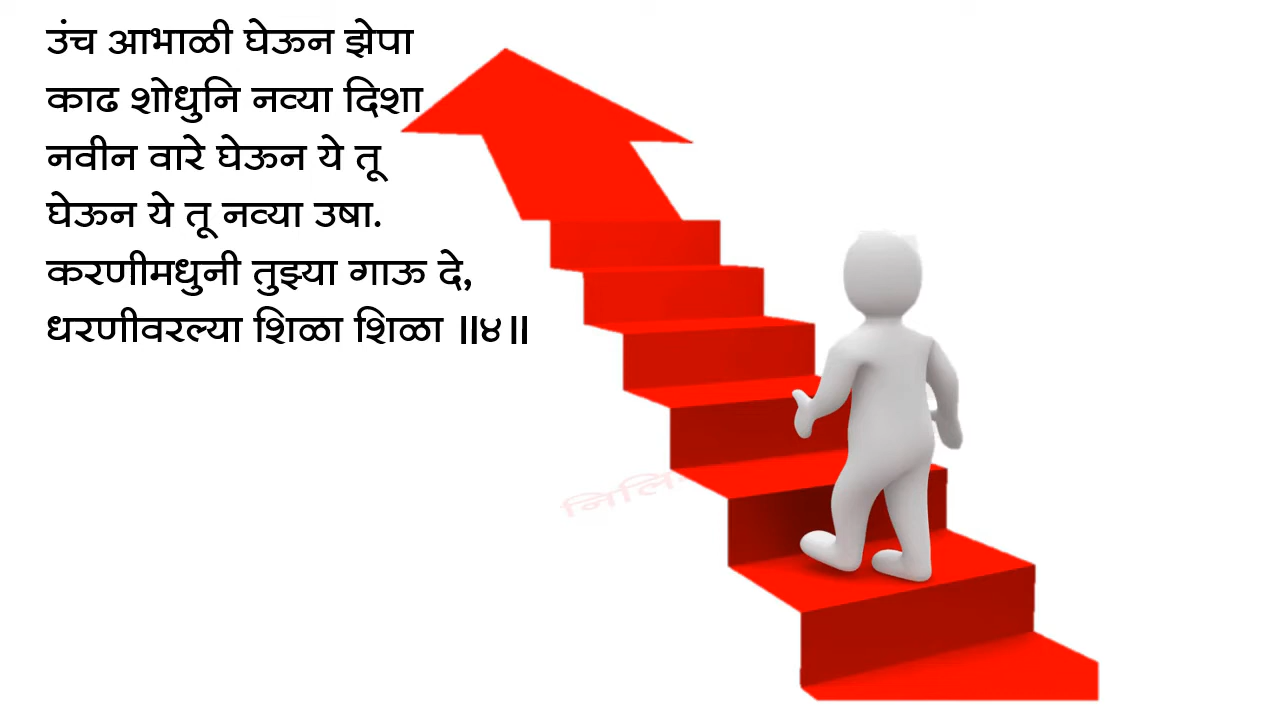 उंच आभाळी घेऊन झेपा
काढ शोधुनि नव्या दिशा
नवीन वारे घेऊन ये तू
घेऊन ये तू नव्या उषा.
करणीमधुनी तुझ्या गाऊ दे,
धरणीवरल्या शिळा शिळा ॥४॥